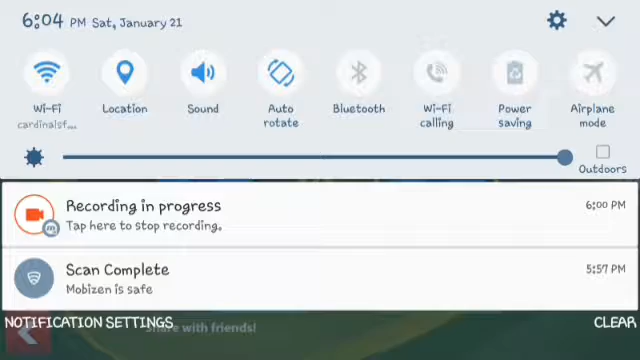 6:04 PM Sat, January 21
Wi-Fi
cardinalsf...
Location
Sound
Auto
rotate
Bluetooth
Wi-Fi
calling
Power
saving
Airplane
mode
Outdoors
Recording in progress
6:00 PM
Tap here to stop recording.
Scan Complete
5:57 PM
Mobizen is safe
NOTIFICATION SETTINGS
Share with friends!
CLEAR